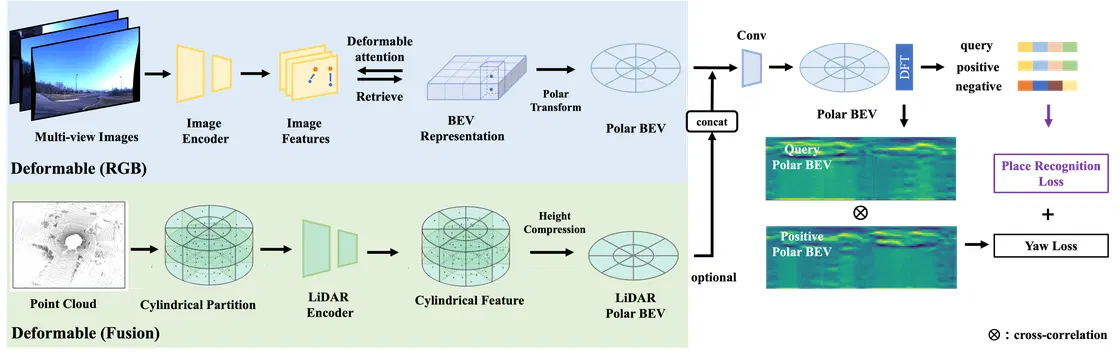 Multi-view Images
Image
Encoder
Image
Features
Deformable
attention
Retrieve
BEV
Representation
Polar
Transform
Polar BEV
Deformable (RGB)
Point Cloud
Cylindrical Partition
LiDAR
Encoder
Cylindrical Feature
Height
Compression
LiDAR
Polar BEV
Deformable (Fusion)
concat
optional
Conv
Polar BEV
DFT
query
positive
negative
Query
Polar BEV
⊗
Positive
Polar BEV
Place Recognition
Loss
+
Yaw Loss
⊗ : cross-correlation